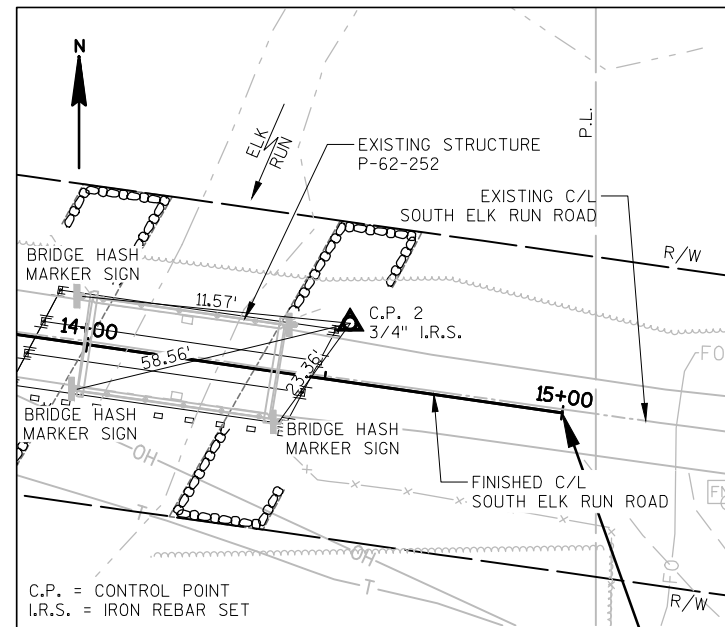 N
ELK
RUN
EXISTING STRUCTURE
P-62-252
P.L.
EXISTING C/L
SOUTH ELK RUN ROAD
R/W
BRIDGE HASH
MARKER SIGN
11.57'
C.P. 2
3/4" I.R.S.
14+00
58.56'
23.36'
FO
15+00
BRIDGE HASH
MARKER SIGN
BRIDGE HASH
MARKER SIGN
FINISHED C/L
SOUTH ELK RUN ROAD
OH
T
OH
T
FO
R/W
C.P. = CONTROL POINT
I.R.S. = IRON REBAR SET